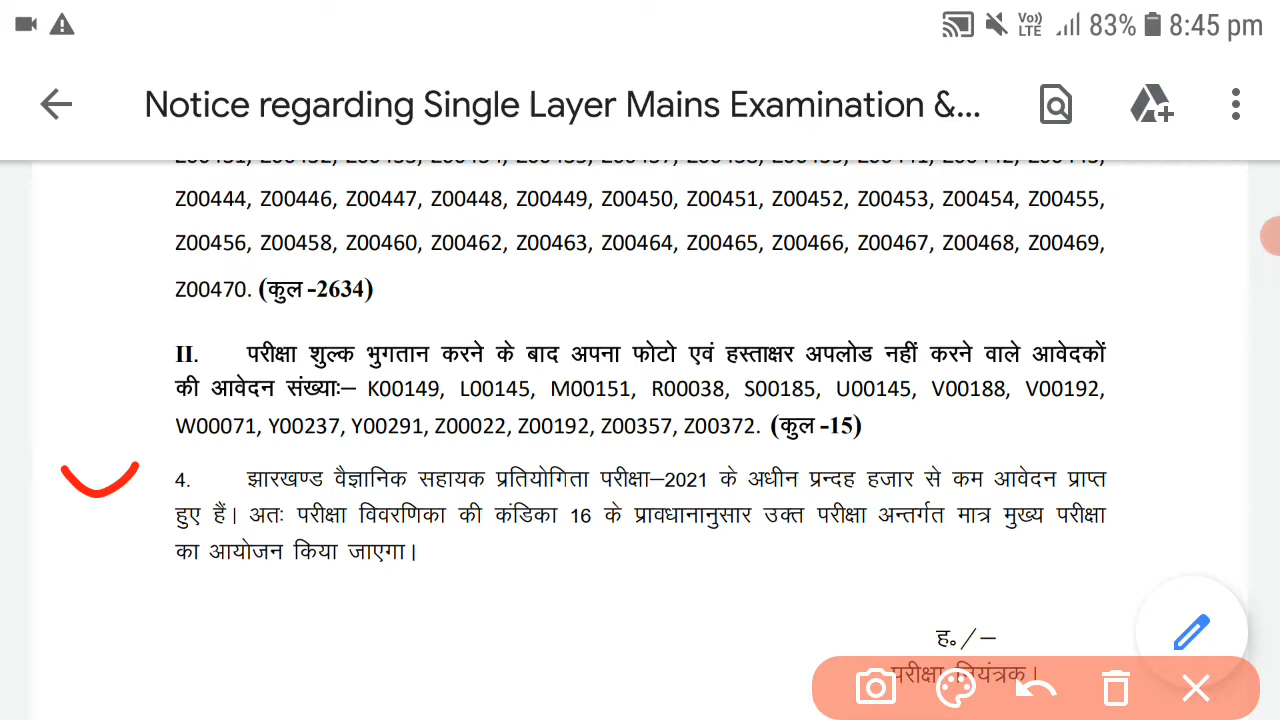 83% 8:45 pm
Notice regarding Single Layer Mains Examination &...
Z00444, Z00446, Z00447, Z00448, Z00449, Z00450, Z00451, Z00452, Z00453, Z00454, Z00455,
Z00456, Z00458, Z00460, Z00462, Z00463, Z00464, Z00465, Z00466, Z00467, Z00468, Z00469,
Z00470. (कुल -2634)
II. परीक्षा शुल्क भुगतान करने के बाद अपना फोटो एवं हस्ताक्षर अपलोड नहीं करने वाले आवेदकों
की आवेदन संख्याः– K00149, L00145, M00151, R00038, S00185, U00145, V00188, V00192,
W00071, Y00237, Y00291, Z00022, Z00192, Z00357, Z00372. (कुल -15)
4. झारखण्ड वैज्ञानिक सहायक प्रतियोगिता परीक्षा–2021 के अधीन प्रन्दह हजार से कम आवेदन प्राप्त
हुए हैं। अतः परीक्षा विवरणिका की कंडिका 16 के प्रावधानानुसार उक्त परीक्षा अन्तर्गत मात्र मुख्य परीक्षा
का आयोजन किया जाएगा।
ह॰/–
परीक्षा नियंत्रक।